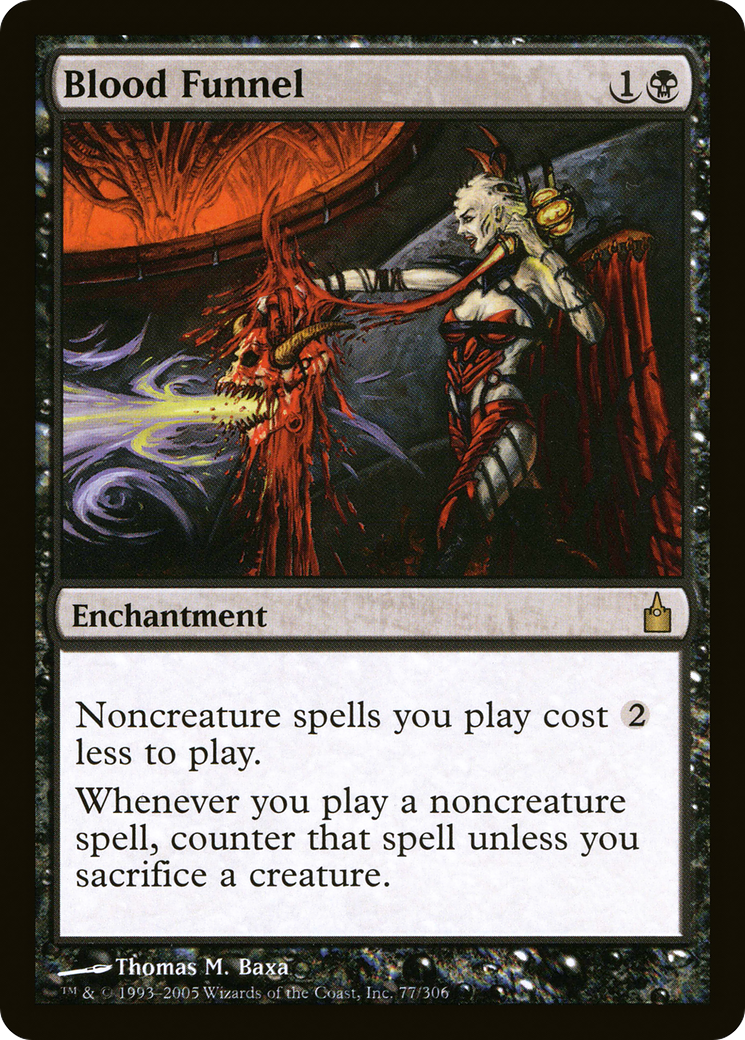 Blood Funnel 1
Enchantment
Noncreature spells you play cost 2
less to play.
Whenever you play a noncreature
spell, counter that spell unless you
sacrifice a creature.
Thomas M. Baxa
™ & © 1993–2005 Wizards of the Coast, Inc. 77/306